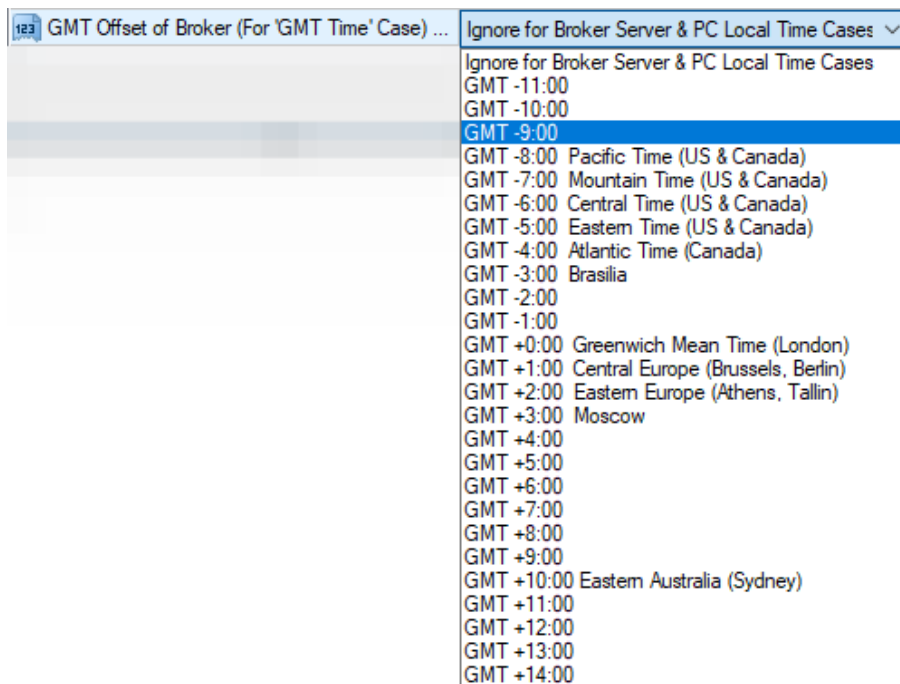 123 GMT Offset of Broker (For 'GMT Time' Case) ... Ignore for Broker Server & PC Local Time Cases
Ignore for Broker Server & PC Local Time Cases
GMT -11:00
GMT -10:00
GMT -9:00
GMT -8:00 Pacific Time (US & Canada)
GMT -7:00 Mountain Time (US & Canada)
GMT -6:00 Central Time (US & Canada)
GMT -5:00 Eastern Time (US & Canada)
GMT -4:00 Atlantic Time (Canada)
GMT -3:00 Brasilia
GMT -2:00
GMT -1:00
GMT +0:00 Greenwich Mean Time (London)
GMT +1:00 Central Europe (Brussels, Berlin)
GMT +2:00 Eastern Europe (Athens, Tallin)
GMT +3:00 Moscow
GMT +4:00
GMT +5:00
GMT +6:00
GMT +7:00
GMT +8:00
GMT +9:00
GMT +10:00 Eastern Australia (Sydney)
GMT +11:00
GMT +12:00
GMT +13:00
GMT +14:00